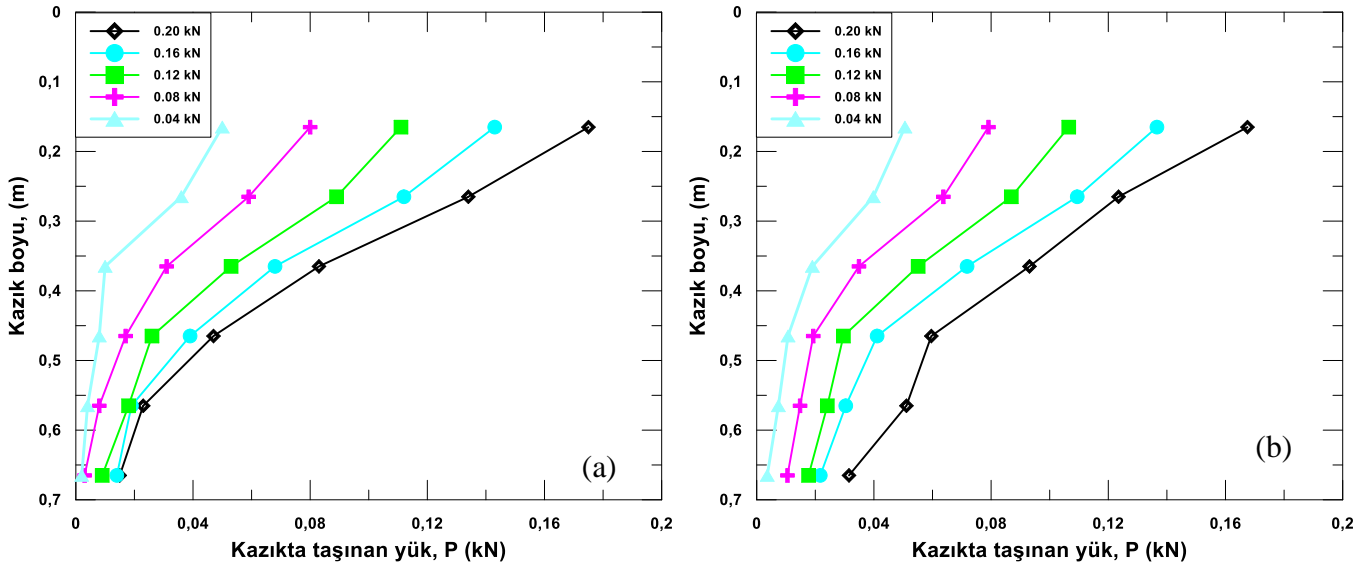 0.20 kN
0.16 kN
0.12 kN
0.08 kN
0.04 kN
0
0,1
0,2
0,3
0,4
0,5
0,6
0,7
Kazık boyu, (m)
(a)
0 0,04 0,08 0,12 0,16 0,2
Kazıkta taşınan yük, P (kN)
0.20 kN
0.16 kN
0.12 kN
0.08 kN
0.04 kN
0
0,1
0,2
0,3
0,4
0,5
0,6
0,7
Kazık boyu, (m)
(b)
0 0,04 0,08 0,12 0,16 0,2
Kazıkta taşınan yük, P (kN)